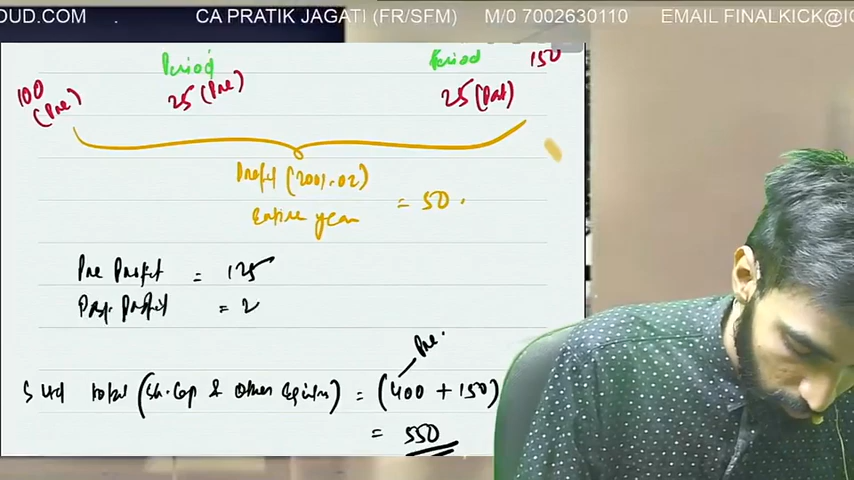 OUD.COM CA PRATIK JAGATI (FR/SFM) M/0 7002630110 EMAIL FINALKICK@I
Period Period 150
100 (Pre) 25 (Pre) 25 (Post)
Profit (2001-02)
Entire year = 50.
Pre Profit = 125
Post. Profit = 2
Pre.
S Ltd total (Sh. Cap & Other Equity) = (400 + 150)
= 550